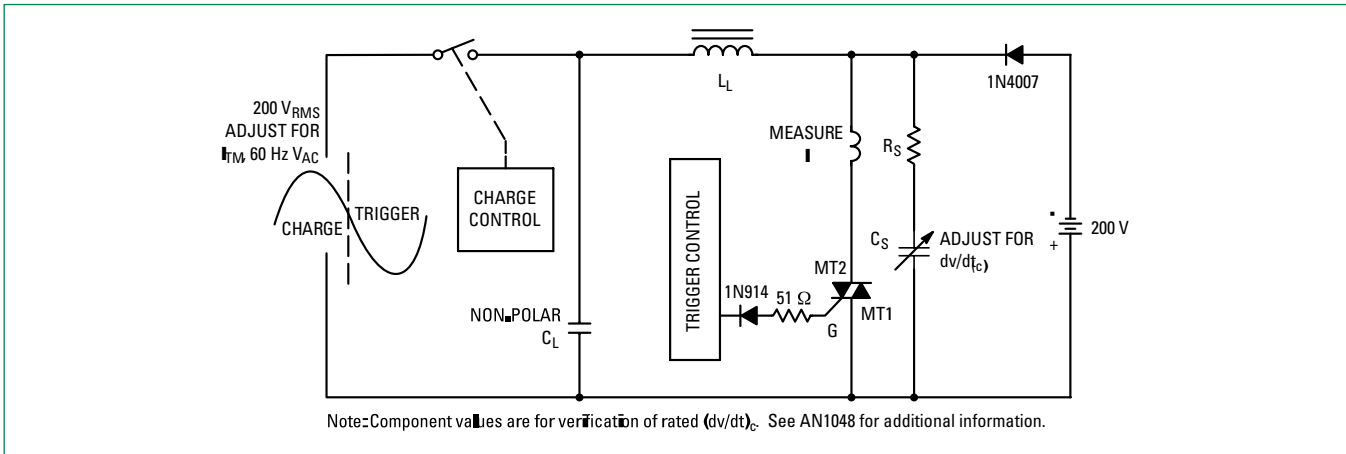 200 VRMS
ADJUST FOR
ITM, 60 Hz VAC
CHARGE
TRIGGER
CHARGE
CONTROL
NON-POLAR
CL
LL
TRIGGER CONTROL
MEASURE
I
RS
1N4007
CS
ADJUST FOR
dv/dt(c)
-
+
200 V
1N914
51 Ω
MT2
MT1
G
Note: Component values are for verification of rated (dv/dt)c. See AN1048 for additional information.